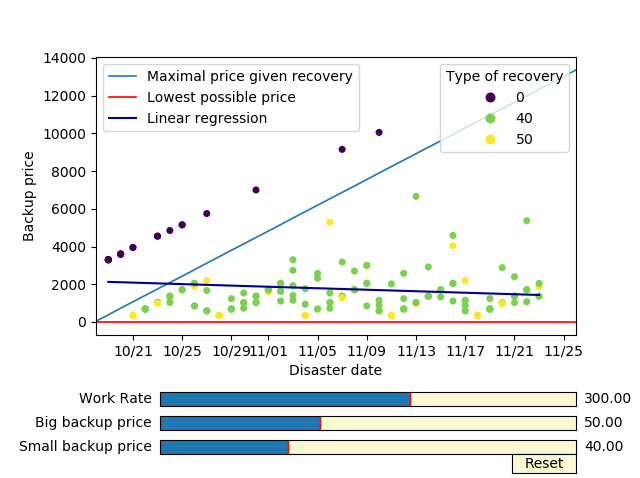 14000
12000
10000
8000
6000
4000
2000
0
Backup price
Maximal price given recovery
Lowest possible price
Linear regression
Type of recovery
0
40
50
10/21 10/25 10/29 11/01 11/05 11/09 11/13 11/17 11/21 11/25
Disaster date
Work Rate 300.00
Big backup price 50.00
Small backup price 40.00
Reset